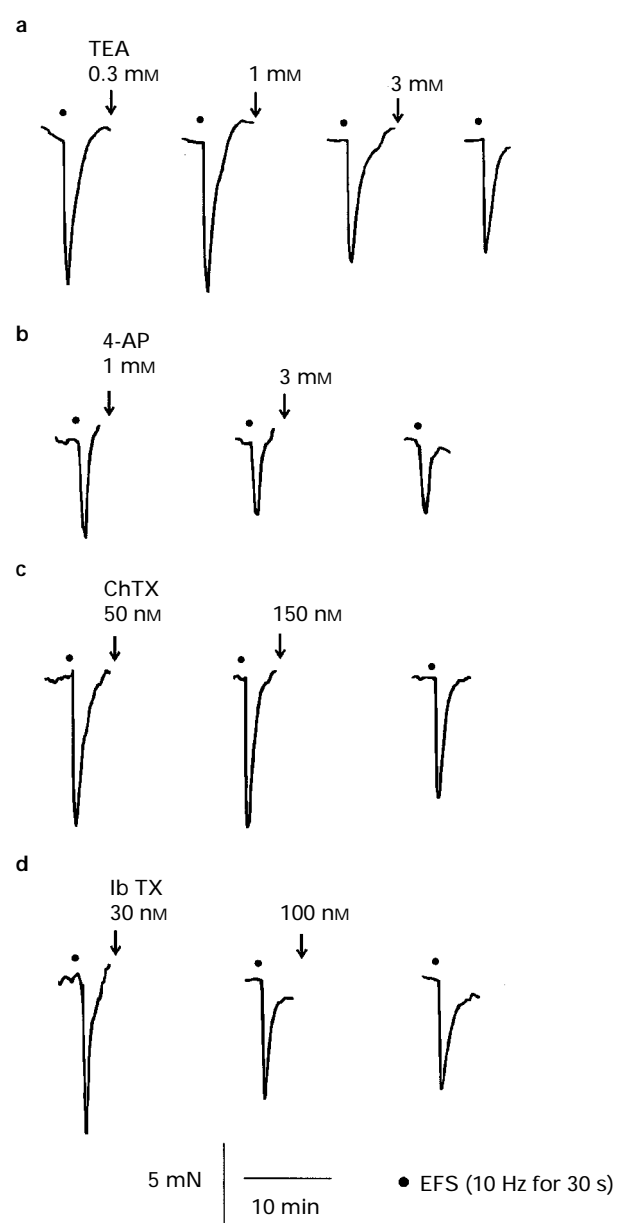 a
TEA
0.3 mM
1 mM
3 mM
b
4-AP
1 mM
3 mM
c
ChTX
50 nM
150 nM
d
Ib TX
30 nM
100 nM
5 mN
10 min
● EFS (10 Hz for 30 s)